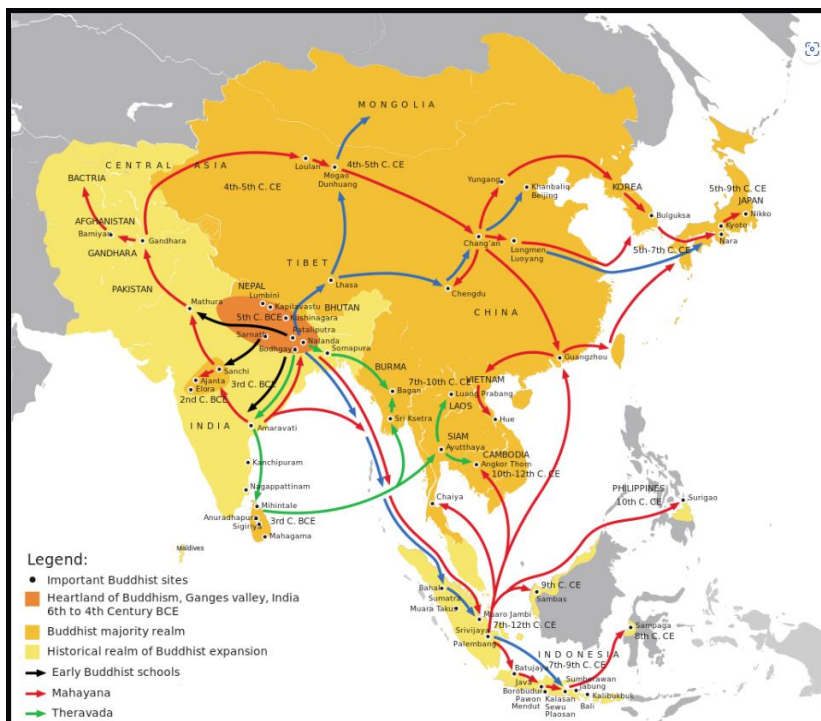 MONGOLIA
CENTRAL ASIA
BACTRIA
Loulan
Mogao
Dunhuang
4th-5th C. CE
4th-5th C. CE
Yungang
Khanbaliq
Beijing
KOREA
5th-9th C. CE
JAPAN
Nikko
Kyoto
Nara
Bulguksa
5th-7th C. CE
AFGHANISTAN
Bamiyan
Gandhara
GANDHARA
Chang'an
Longmen
Luoyang
TIBET
Lhasa
Chengdu
CHINA
PAKISTAN
Mathura
NEPAL
Lumbini
Kapilavastu
Kushinagara
BHUTAN
5th C. BCE
Pataliputra
Sarnath
Nalanda
Bodhgay
Somapura
Guangzhou
Sanchi
Ajanta
Ellora
3rd C. BCE
2nd C. BCE
INDIA
Amaravati
BURMA
7th-10th C. CE
VIETNAM
Bagan
Luang Prabang
LAOS
Sri Ksetra
Hue
SIAM
Ayutthaya
CAMBODIA
Angkor Thom
10th-12th C. CE
Kanchipuram
Nagappattinam
Mihintale
Anuradhapura
3rd C. BCE
Sigiriya
Mahagama
Maldives
Chaiya
PHILIPPINES
10th C. CE
Surigao
9th C. CE
Sambas
Bahal
Sumatra
Muara Takus
Muaro Jambi
7th-12th C. CE
Srivijaya
Palembang
Sampaga
8th C. CE
INDONESIA
7th-9th C. CE
Batujaya
Sumberawan
Java
Jabung
Borobudur
Kalasan
Kalibukbuk
Pawon
Sewu
Bali
Mendut
Plaosan
Legend:
Important Buddhist sites
Heartland of Buddhism, Ganges valley, India
6th to 4th Century BCE
Buddhist majority realm
Historical realm of Buddhist expansion
Early Buddhist schools
Mahayana
Theravada